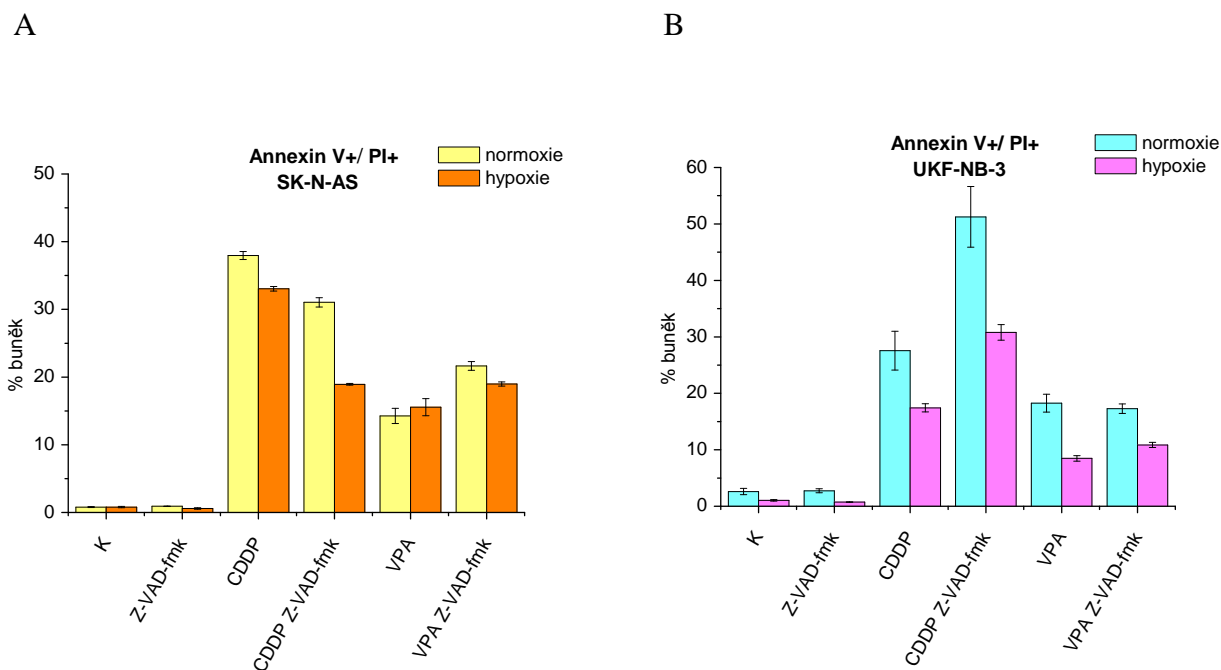 A
Annexin V+/ PI+
SK-N-AS
normoxie
hypoxie
50
40
30
20
10
0
% buněk
K
Z-VAD-fmk
CDDP
CDDP Z-VAD-fmk
VPA
VPA Z-VAD-fmk
B
Annexin V+/ PI+
UKF-NB-3
normoxie
hypoxie
60
50
40
30
20
10
0
% buněk
K
Z-VAD-fmk
CDDP
CDDP Z-VAD-fmk
VPA
VPA Z-VAD-fmk